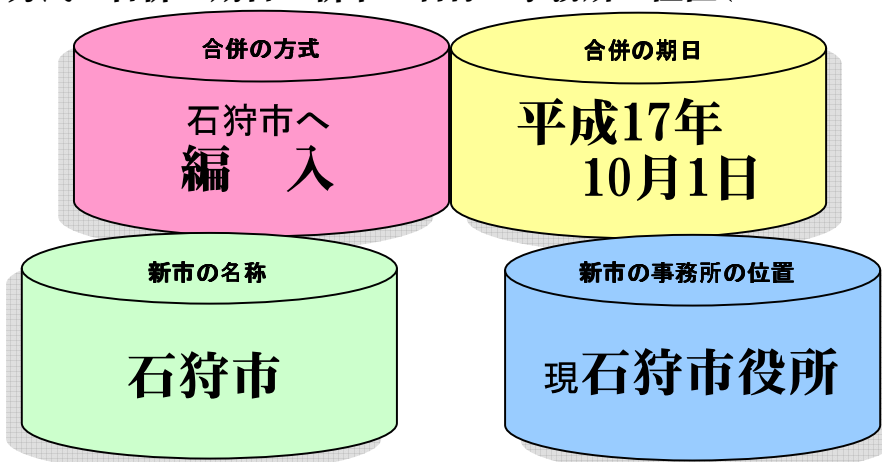 合併の方式
石狩市へ
編 入
合併の期日
平成17年
10月1日
新市の名称
石狩市
新市の事務所の位置
現石狩市役所